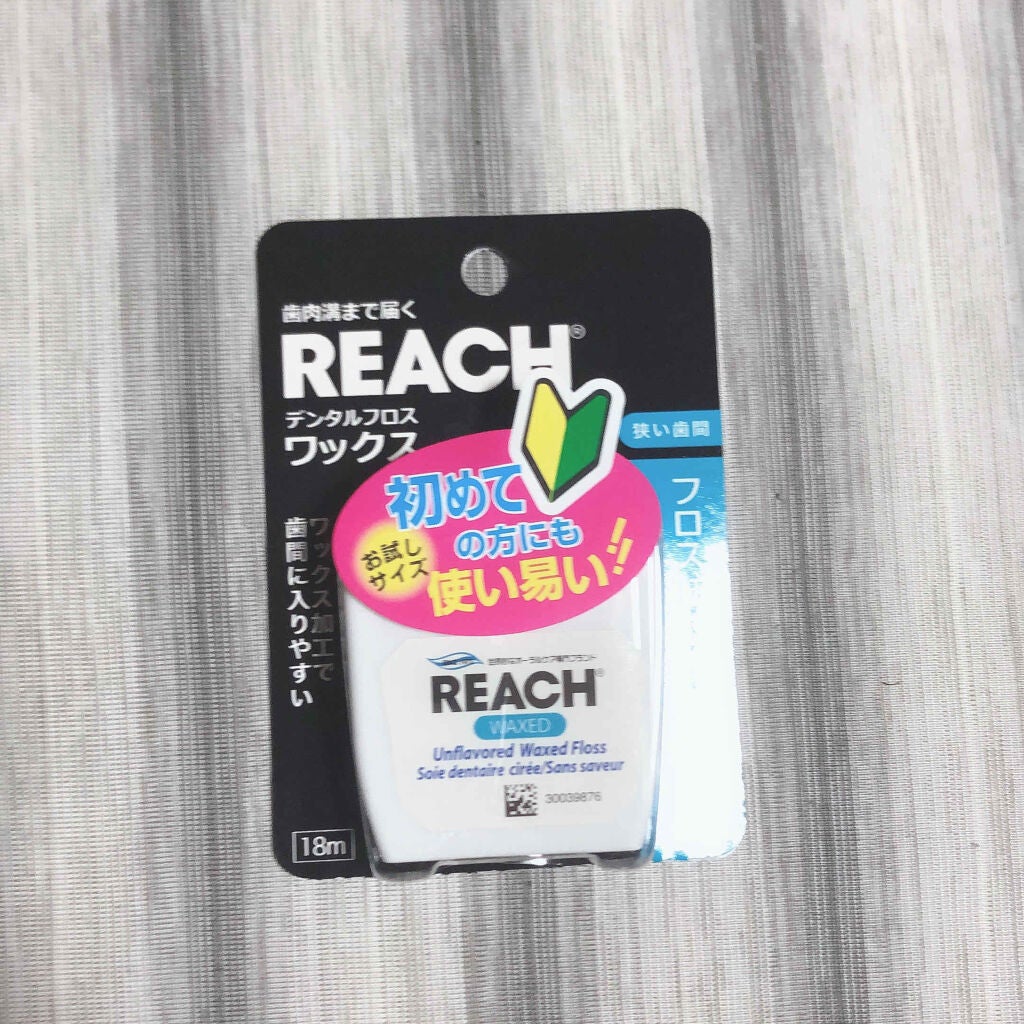 歯肉溝まで届く
REACH®
デンタルフロス
ワックス
狭い歯間
フロス
初めて
の方にも
使い易い!!
お試し
サイズ
ワックス加工で
歯間に入りやすい
REACH®
WAXED
Unflavored Waxed Floss
Soie dentaire cirée/Sans saveur
30039876
18m